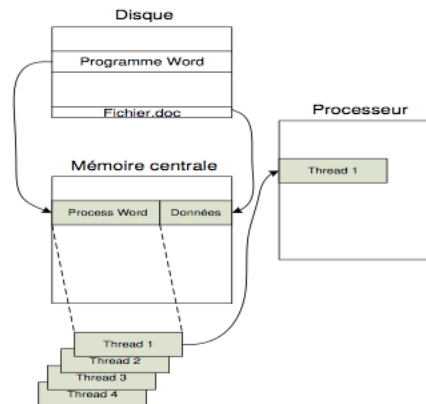 Disque
Programme Word
Fichier.doc
Processeur
Thread 1
Mémoire centrale
Process Word
Données
Thread 1
Thread 2
Thread 3
Thread 4